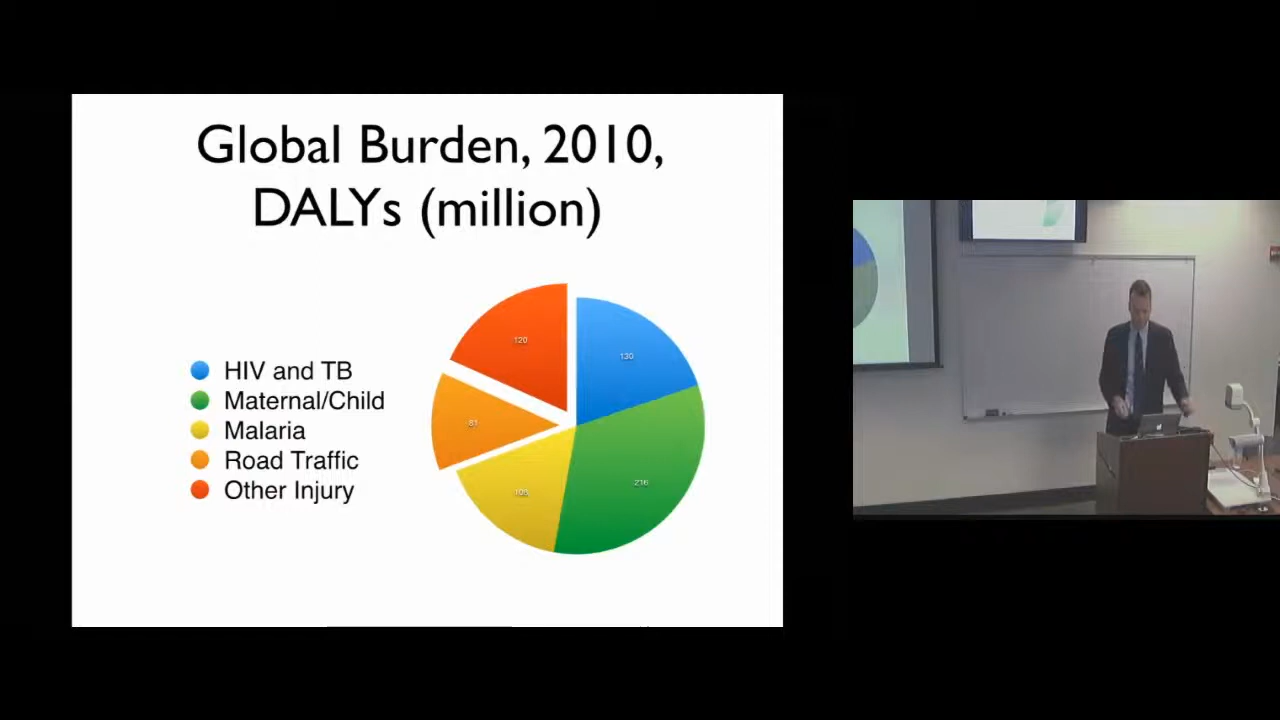 Global Burden, 2010,
DALYs (million)
HIV and TB
Maternal/Child
Malaria
Road Traffic
Other Injury
120
130
81
216